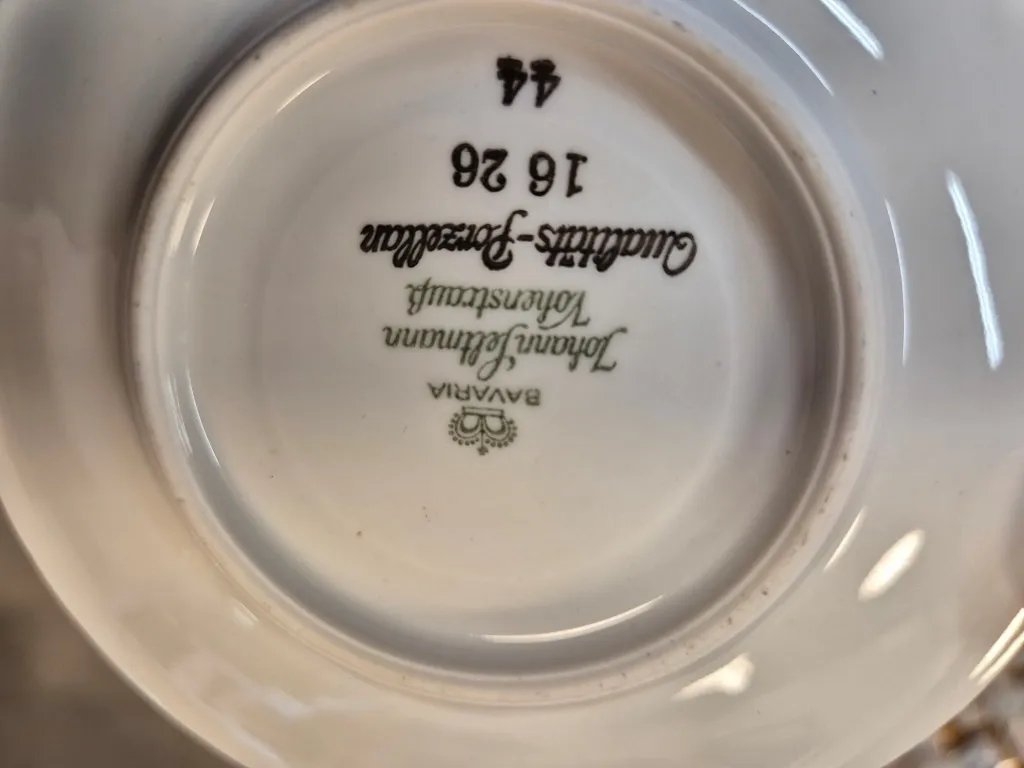 BAVARIA
Johann Seltmann
Vohenstrauß
Qualitäts-Porzellan
16 26
44